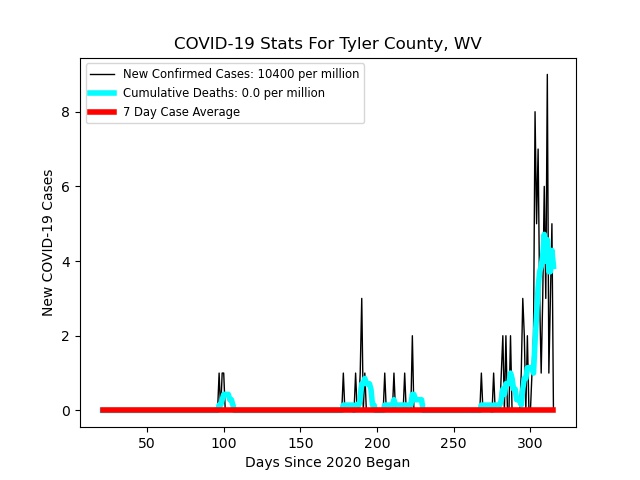 COVID-19 Stats For Tyler County, WV
New Confirmed Cases: 10400 per million
Cumulative Deaths: 0.0 per million
7 Day Case Average
New COVID-19 Cases
8
6
4
2
0
50 100 150 200 250 300
Days Since 2020 Began